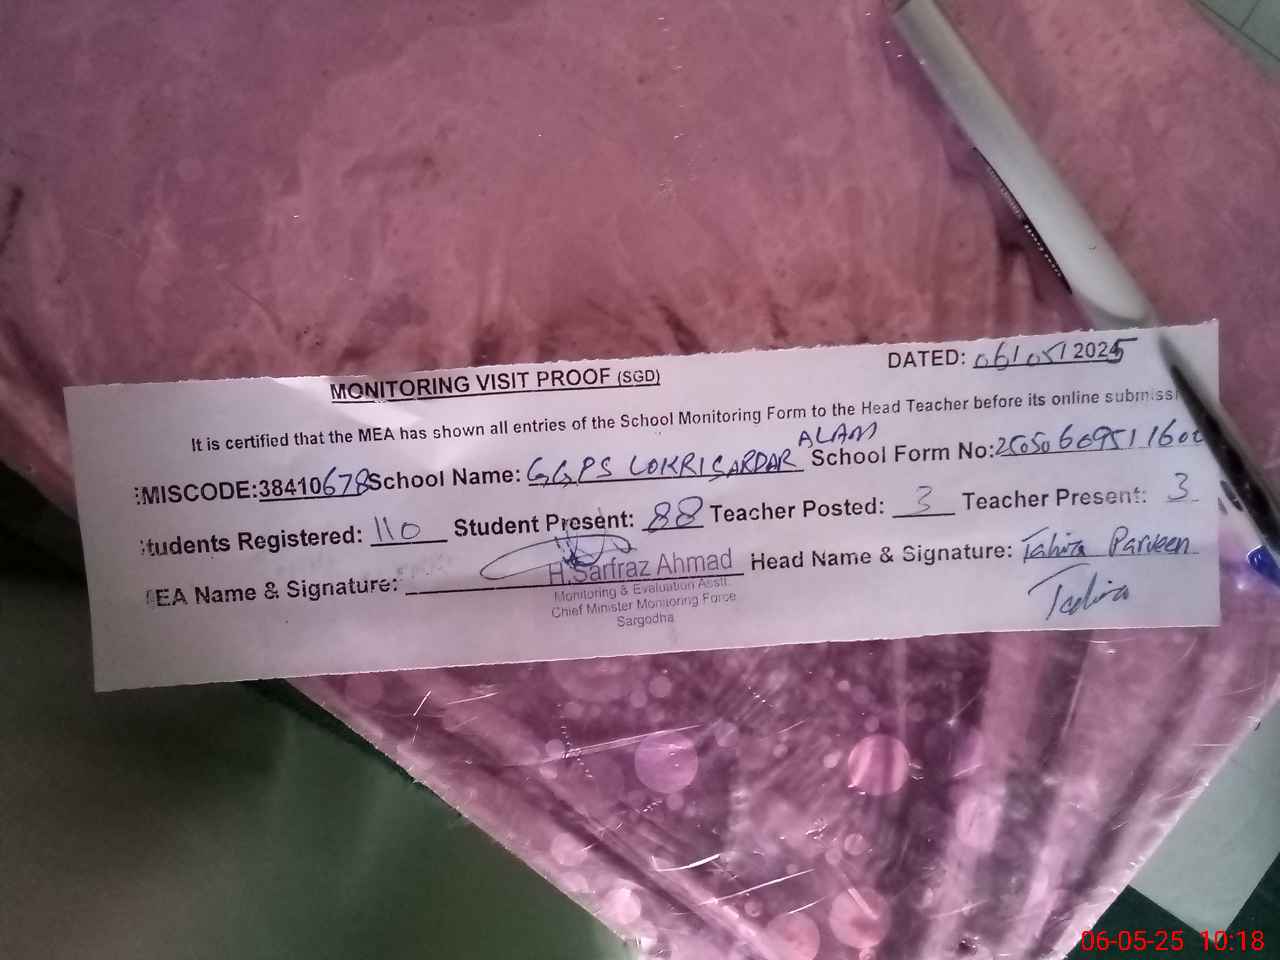 DATED: 06/05/2025
MONITORING VISIT PROOF (SGD)
It is certified that the MEA has shown all entries of the School Monitoring Form to the Head Teacher before its online submissi
MISCODE:38410678 School Name: GGPS LOKRI SARDAR ALAM School Form No:
Students Registered: 110 Student Present: 88 Teacher Posted: 3 Teacher Present: 3
EA Name & Signature: H.Sarfraz Ahmad Head Name & Signature: Tahira Parveen
Monitoring & Evaluation Asstt.
Chief Minister Monitoring Force
Sargodha
Tahira
06-05-25 10:18